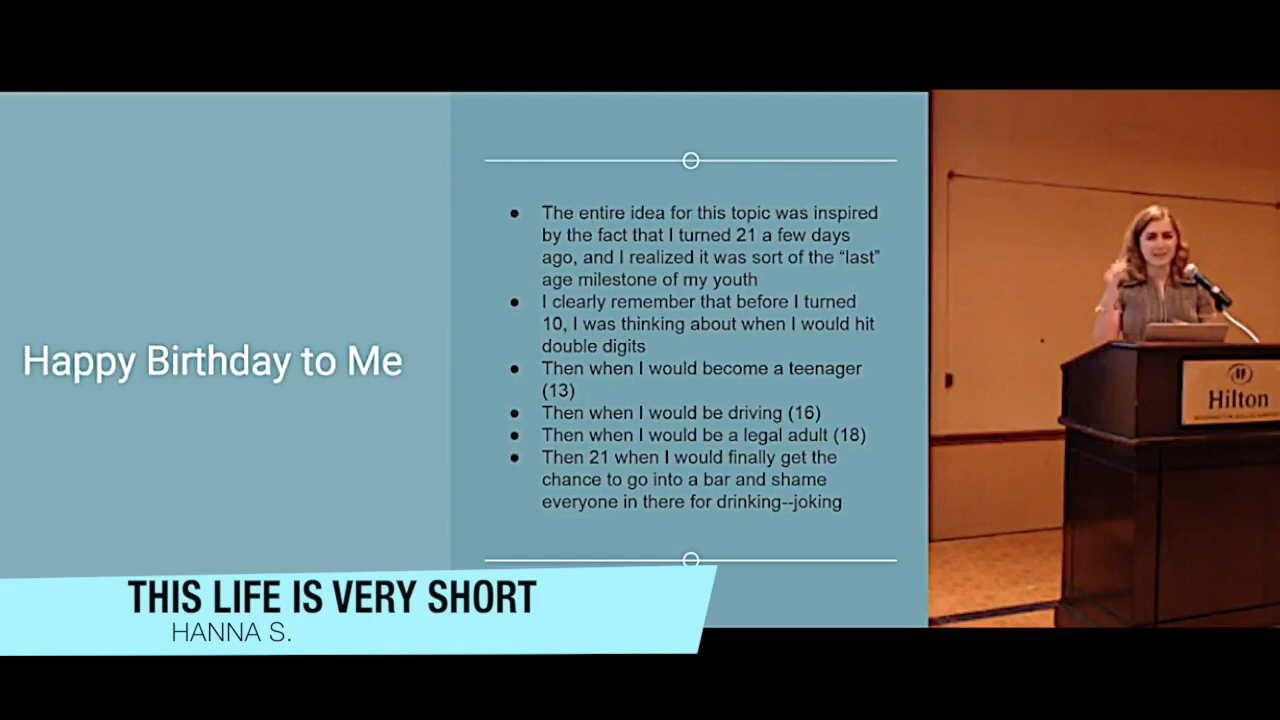 Happy Birthday to Me
● The entire idea for this topic was inspired
by the fact that I turned 21 a few days
ago, and I realized it was sort of the “last”
age milestone of my youth
● I clearly remember that before I turned
10, I was thinking about when I would hit
double digits
● Then when I would become a teenager
(13)
● Then when I would be driving (16)
● Then when I would be a legal adult (18)
● Then 21 when I would finally get the
chance to go into a bar and shame
everyone in there for drinking--joking
THIS LIFE IS VERY SHORT
HANNA S.
Hilton